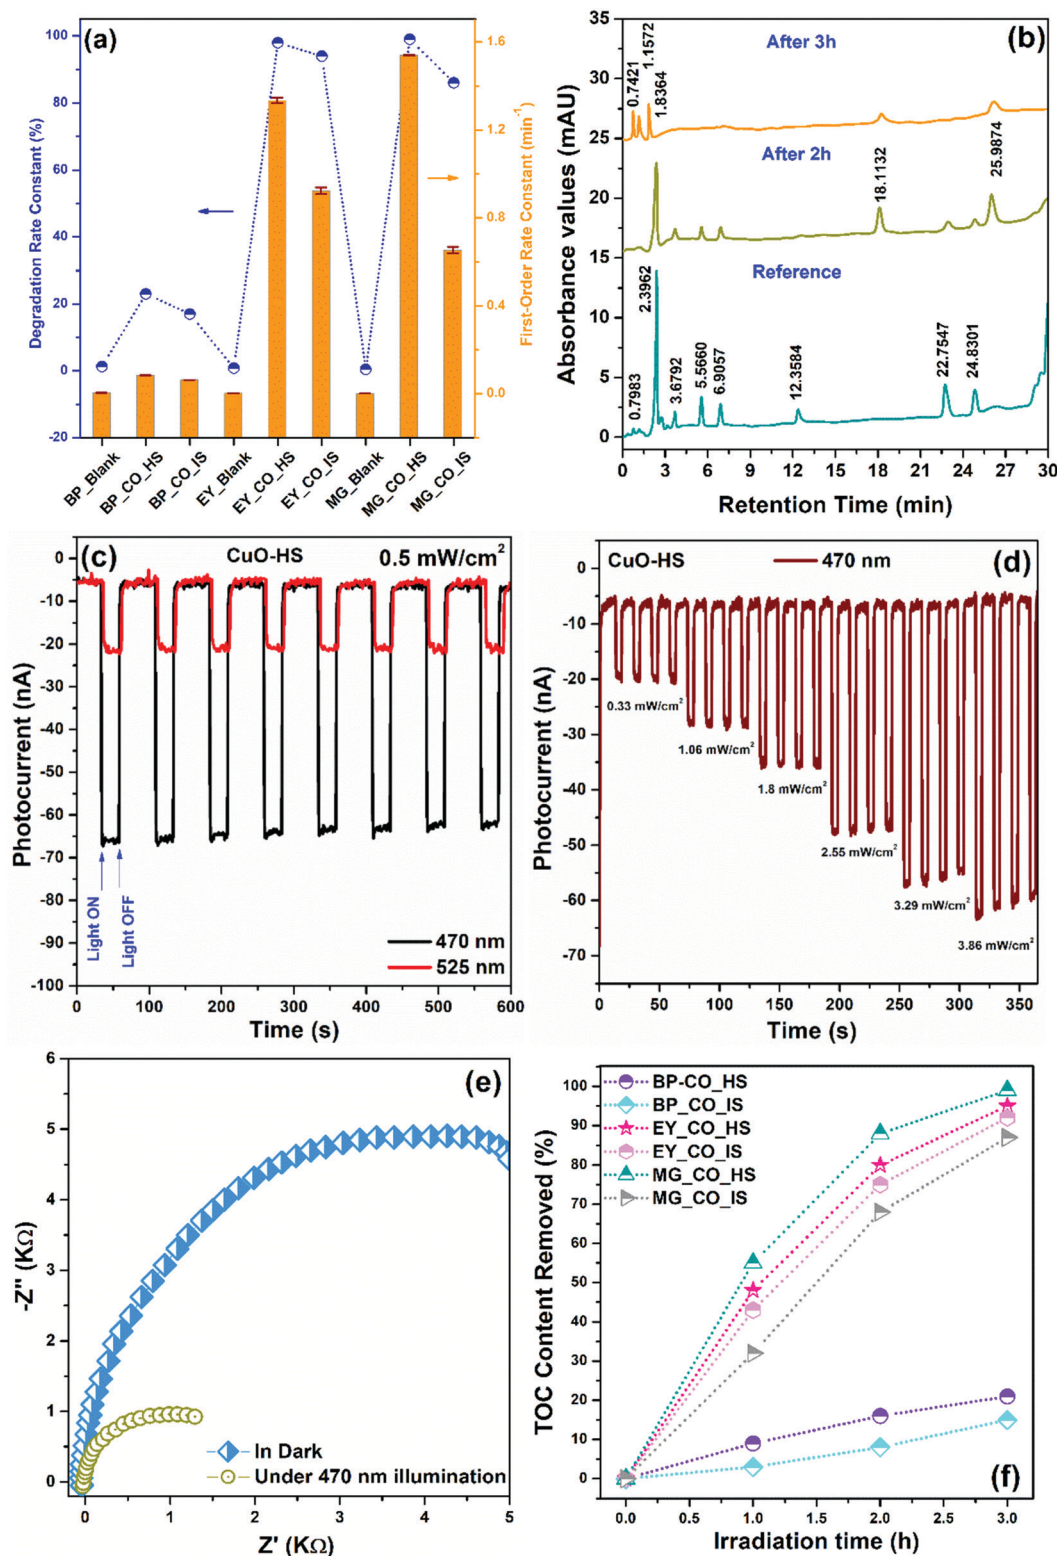 (a)
Degradation Rate Constant (%)
120
100
80
60
40
20
0
-20
First-Order Rate Constant (min⁻¹)
1.6
1.2
0.8
0.4
0.0
BP_Blank
BP_CO_HS
BP_CO_IS
EY_Blank
EY_CO_HS
EY_CO_IS
MG_Blank
MG_CO_HS
MG_CO_IS
(b)
Absorbance values (mAU)
35
30
25
20
15
10
5
0
After 3h
0.7421
1.1572
1.8364
After 2h
18.1132
25.9874
Reference
2.3962
0.7983
3.6792
5.5660
6.9057
12.3584
22.7547
24.8301
0 3 6 9 12 15 18 21 24 27 30
Retention Time (min)
(c)
CuO-HS
0.5 mW/cm²
Photocurrent (nA)
0
-10
-20
-30
-40
-50
-60
-70
-80
-90
-100
Light ON
Light OFF
470 nm
525 nm
0 100 200 300 400 500 600
Time (s)
(d)
CuO-HS
470 nm
Photocurrent (nA)
0
-10
-20
-30
-40
-50
-60
-70
0.33 mW/cm²
1.06 mW/cm²
1.8 mW/cm²
2.55 mW/cm²
3.29 mW/cm²
3.86 mW/cm²
0 50 100 150 200 250 300 350
Time (s)
(e)
-Z'' (KΩ)
6
5
4
3
2
1
0
In Dark
Under 470 nm illumination
0 1 2 3 4 5
Z' (KΩ)
(f)
TOC Content Removed (%)
100
90
80
70
60
50
40
30
20
10
0
BP-CO_HS
BP_CO_IS
EY_CO_HS
EY_CO_IS
MG_CO_HS
MG_CO_IS
0.0 0.5 1.0 1.5 2.0 2.5 3.0
Irradiation time (h)